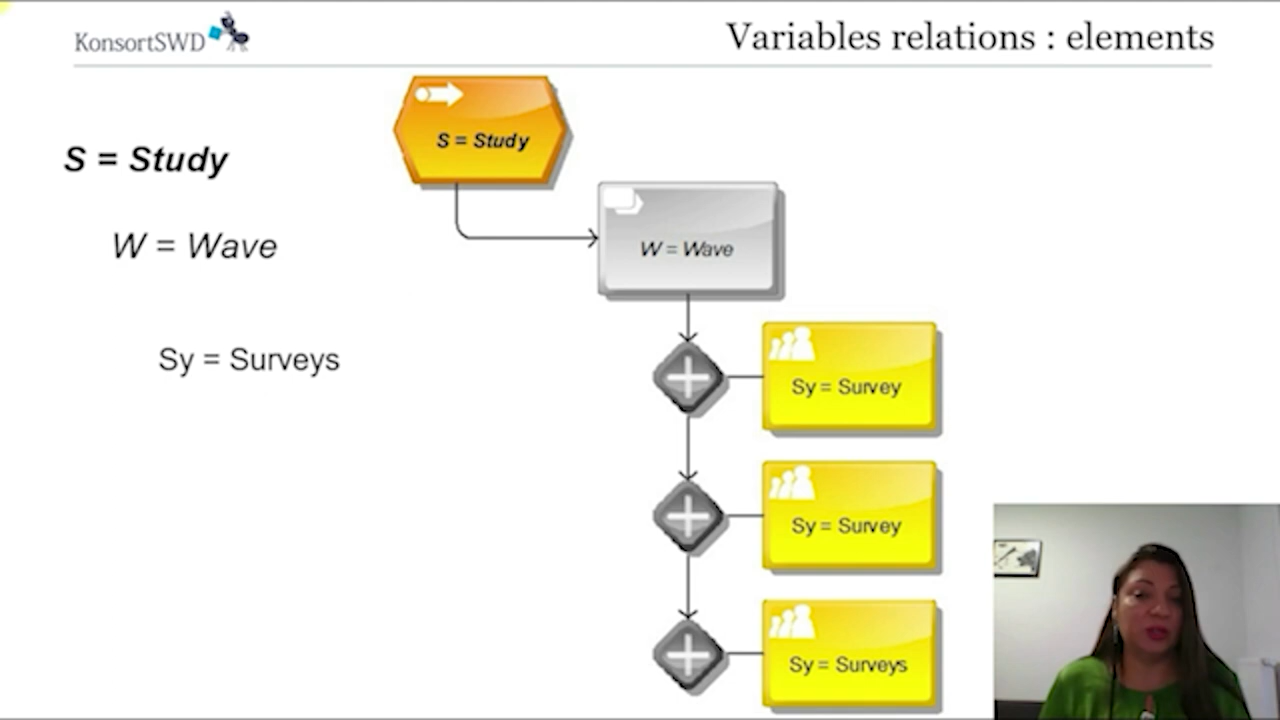 KonsortSWD
Variables relations : elements
S = Study
W = Wave
Sy = Surveys
S = Study
W = Wave
Sy = Survey
Sy = Survey
Sy = Surveys